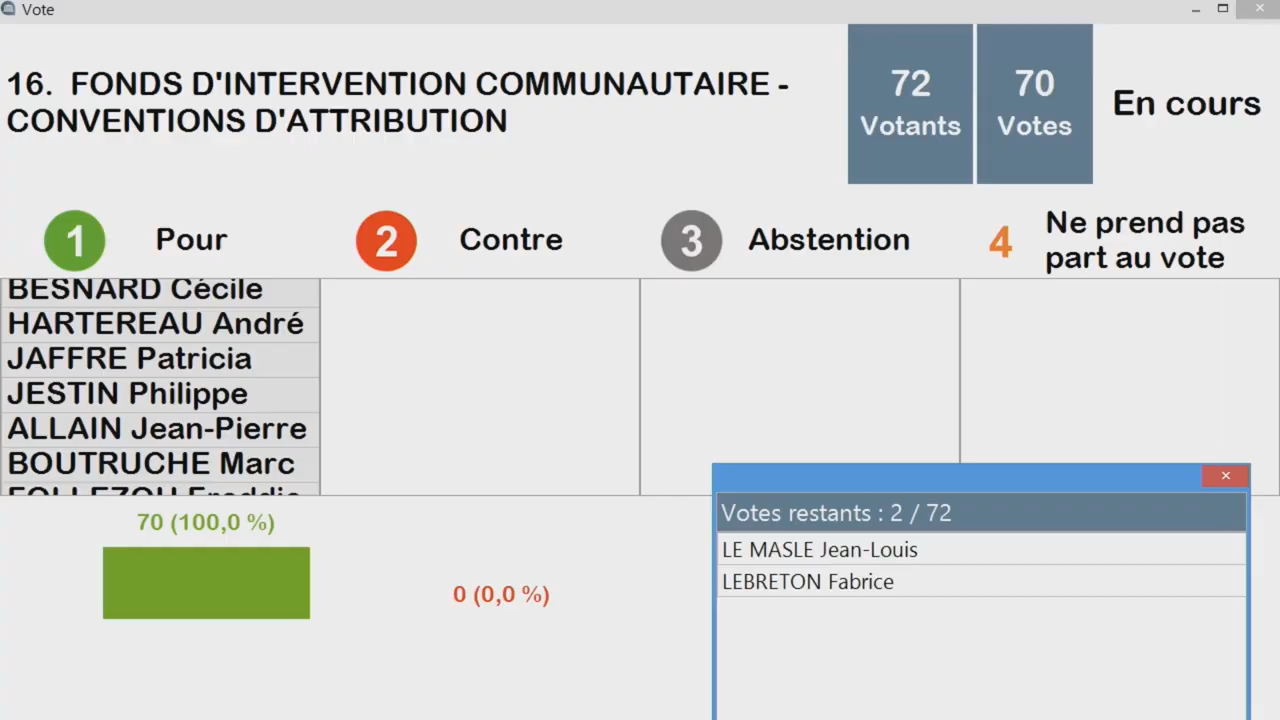 Vote
16. FONDS D'INTERVENTION COMMUNAUTAIRE -
CONVENTIONS D'ATTRIBUTION
72
Votants
70
Votes
En cours
1
Pour
2
Contre
3
Abstention
4
Ne prend pas
part au vote
BESNARD Cécile
HARTEREAU André
JAFFRE Patricia
JESTIN Philippe
ALLAIN Jean-Pierre
BOUTRUCHE Marc
70 (100,0 %)
0 (0,0 %)
Votes restants : 2 / 72
LE MASLE Jean-Louis
LEBRETON Fabrice